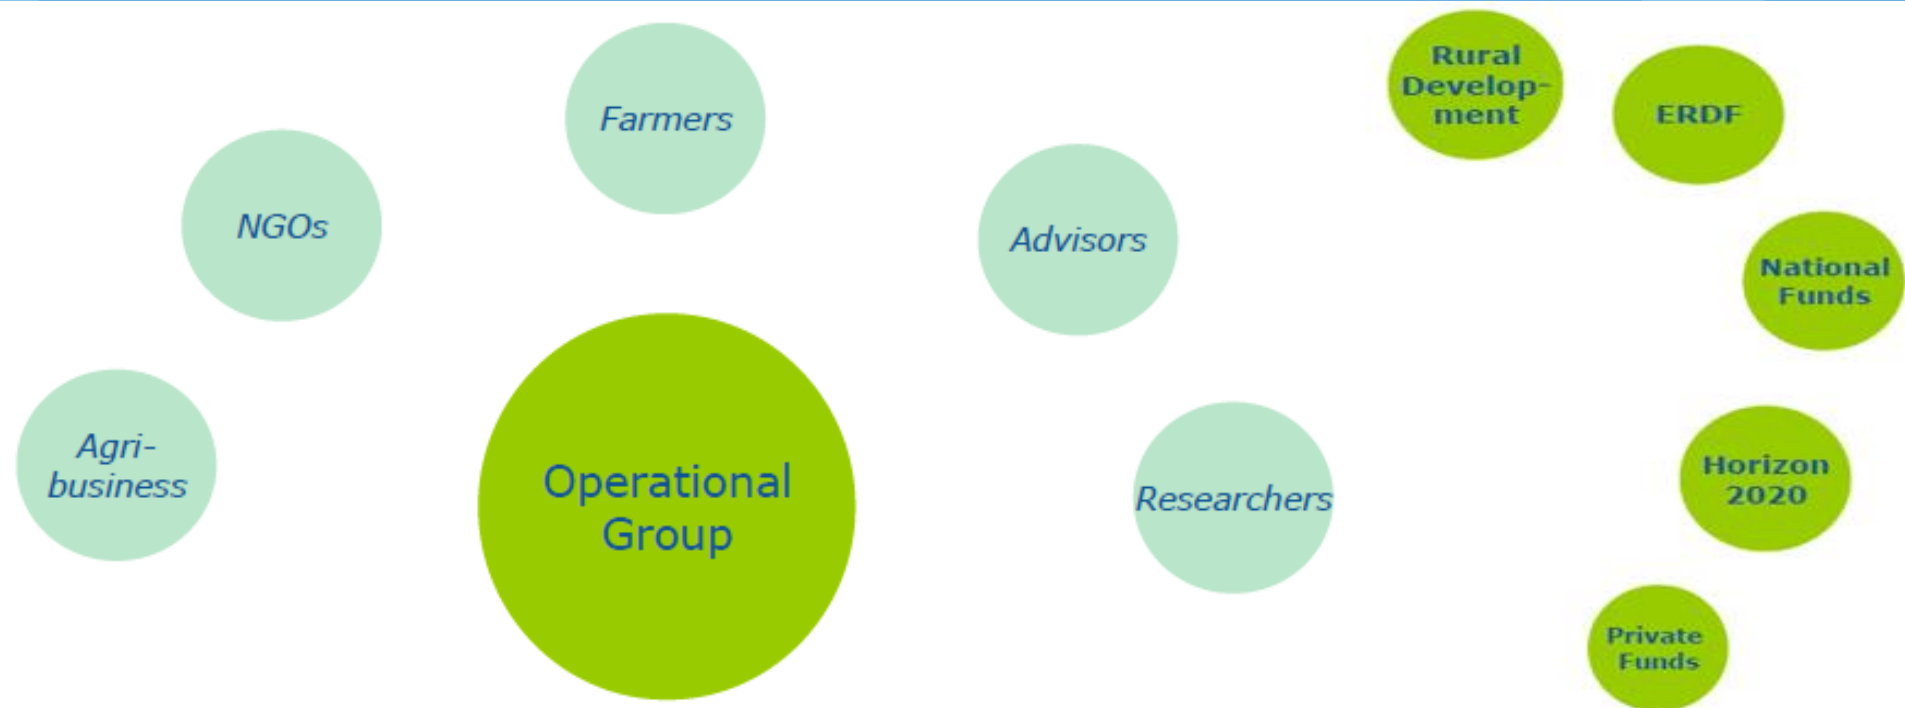 Farmers
NGOs
Advisors
Agri-
business
Operational
Group
Researchers
Rural
Develop-
ment
ERDF
National
Funds
Horizon
2020
Private
Funds